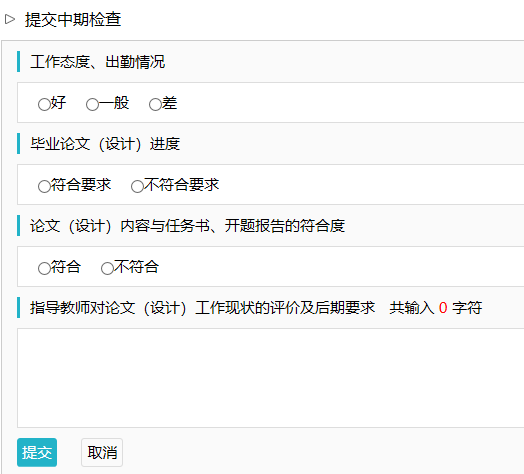 提交中期检查
工作态度、出勤情况
好 一般 差
毕业论文（设计）进度
符合要求 不符合要求
论文（设计）内容与任务书、开题报告的符合度
符合 不符合
指导教师对论文（设计）工作现状的评价及后期要求 共输入 0 字符
提交 取消